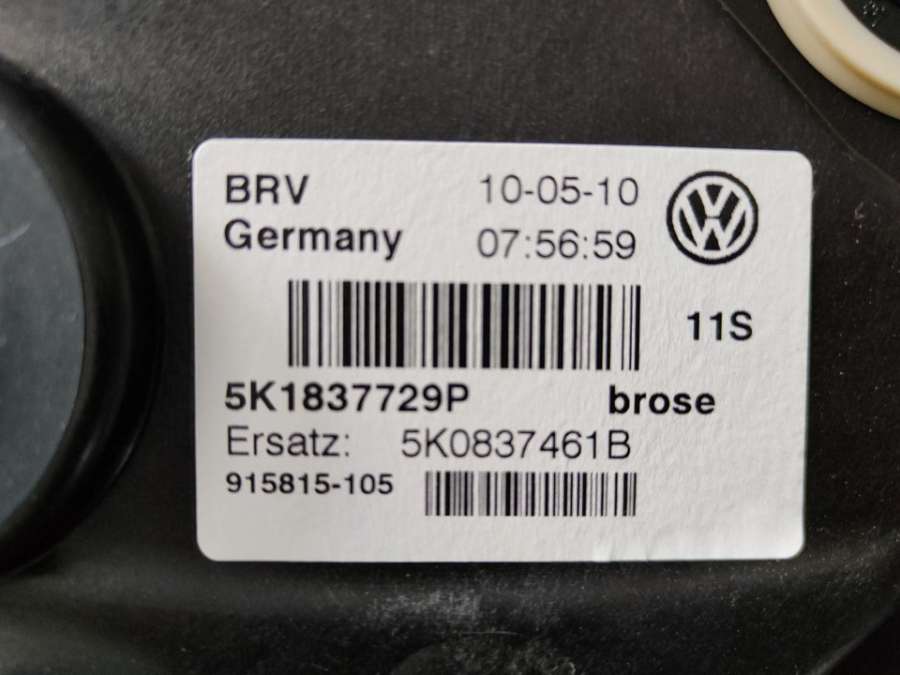 BRV 10-05-10
Germany 07:56:59
11S
5K1837729P brose
Ersatz: 5K0837461B
915815-105